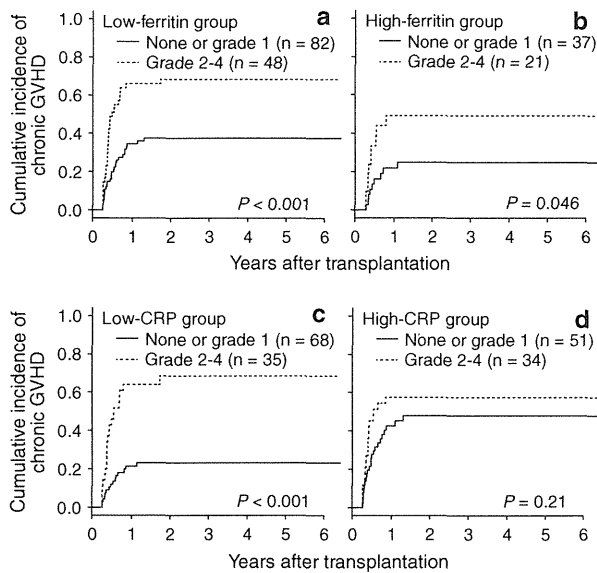 a
Low-ferritin group
None or grade 1 (n = 82)
Grade 2-4 (n = 48)
Cumulative incidence of
chronic GVHD
1.0
0.8
0.6
0.4
0.2
0.0
P < 0.001
0 1 2 3 4 5 6
b
High-ferritin group
None or grade 1 (n = 37)
Grade 2-4 (n = 21)
P = 0.046
0 1 2 3 4 5 6
Years after transplantation
c
Low-CRP group
None or grade 1 (n = 68)
Grade 2-4 (n = 35)
Cumulative incidence of
chronic GVHD
1.0
0.8
0.6
0.4
0.2
0.0
P < 0.001
0 1 2 3 4 5 6
d
High-CRP group
None or grade 1 (n = 51)
Grade 2-4 (n = 34)
P = 0.21
0 1 2 3 4 5 6
Years after transplantation